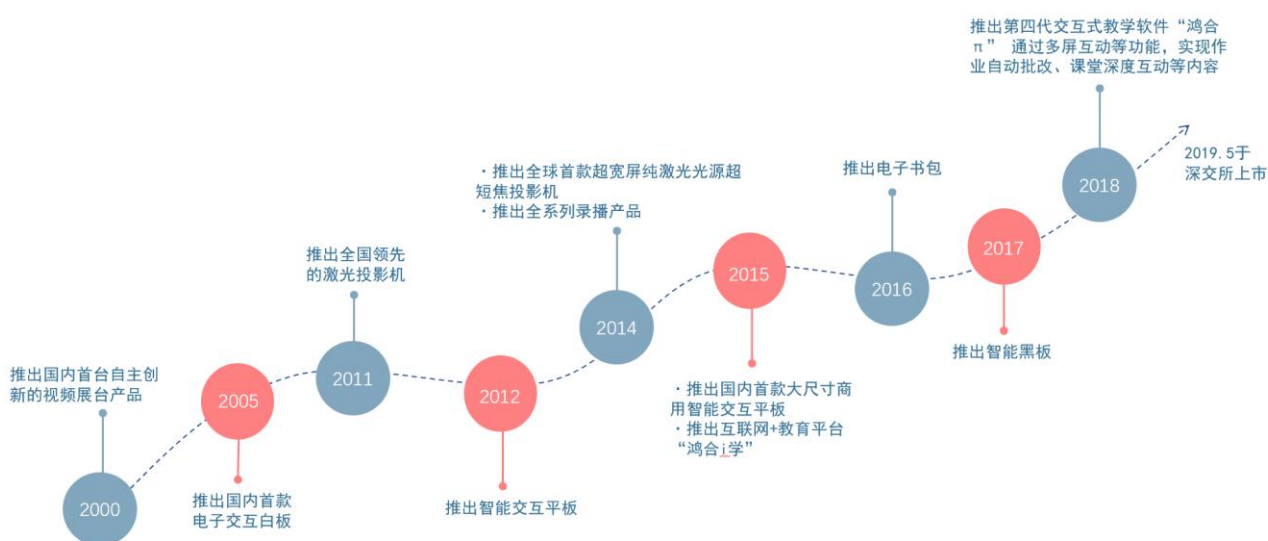 2000
推出国内首台自主创
新的视频展台产品
2005
推出国内首款
电子交互白板
2011
推出全国领先
的激光投影机
2012
推出智能交互平板
2014
·推出全球首款超宽屏纯激光光源超
短焦投影机
·推出全系列录播产品
2015
·推出国内首款大尺寸商
用智能交互平板
·推出互联网+教育平台
“鸿合i学”
2016
推出电子书包
2017
推出智能黑板
2018
推出第四代交互式教学软件“鸿合
π” 通过多屏互动等功能，实现作
业自动批改、课堂深度互动等内容
2019.5于
深交所上市